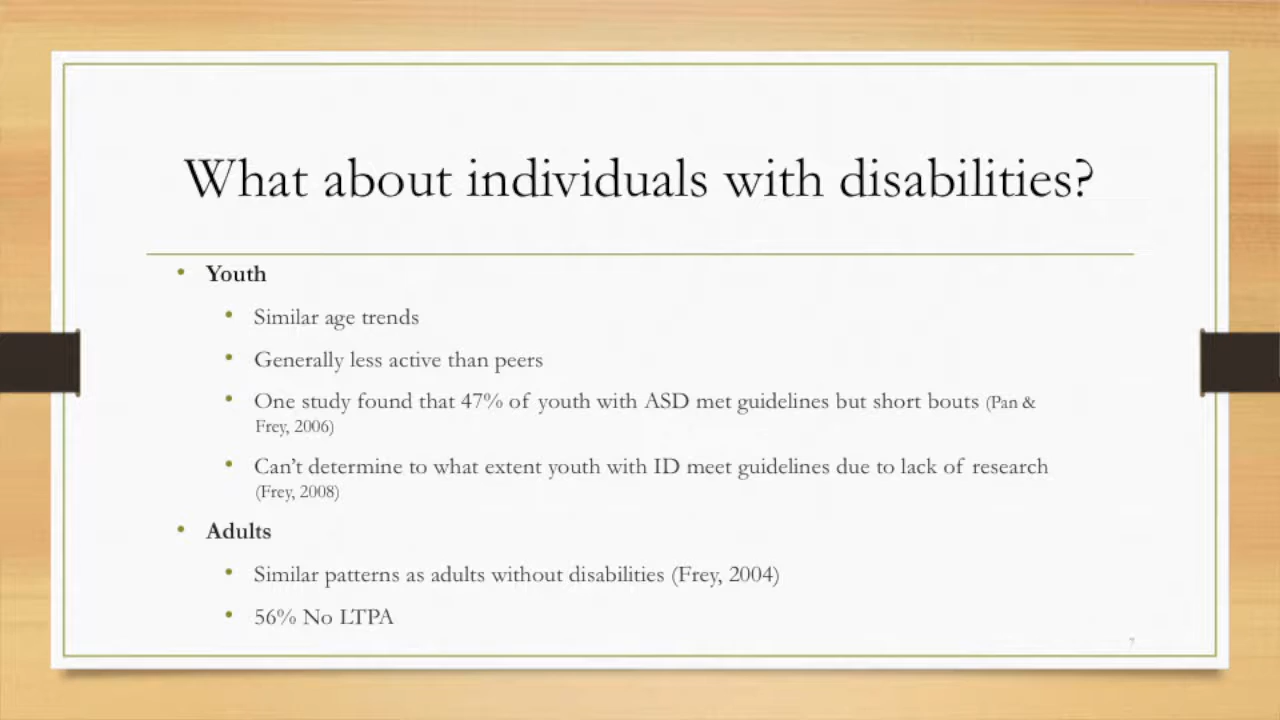 What about individuals with disabilities?
• Youth
• Similar age trends
• Generally less active than peers
• One study found that 47% of youth with ASD met guidelines but short bouts (Pan &
Frey, 2006)
• Can't determine to what extent youth with ID meet guidelines due to lack of research
(Frey, 2008)
• Adults
• Similar patterns as adults without disabilities (Frey, 2004)
• 56% No LTPA
7